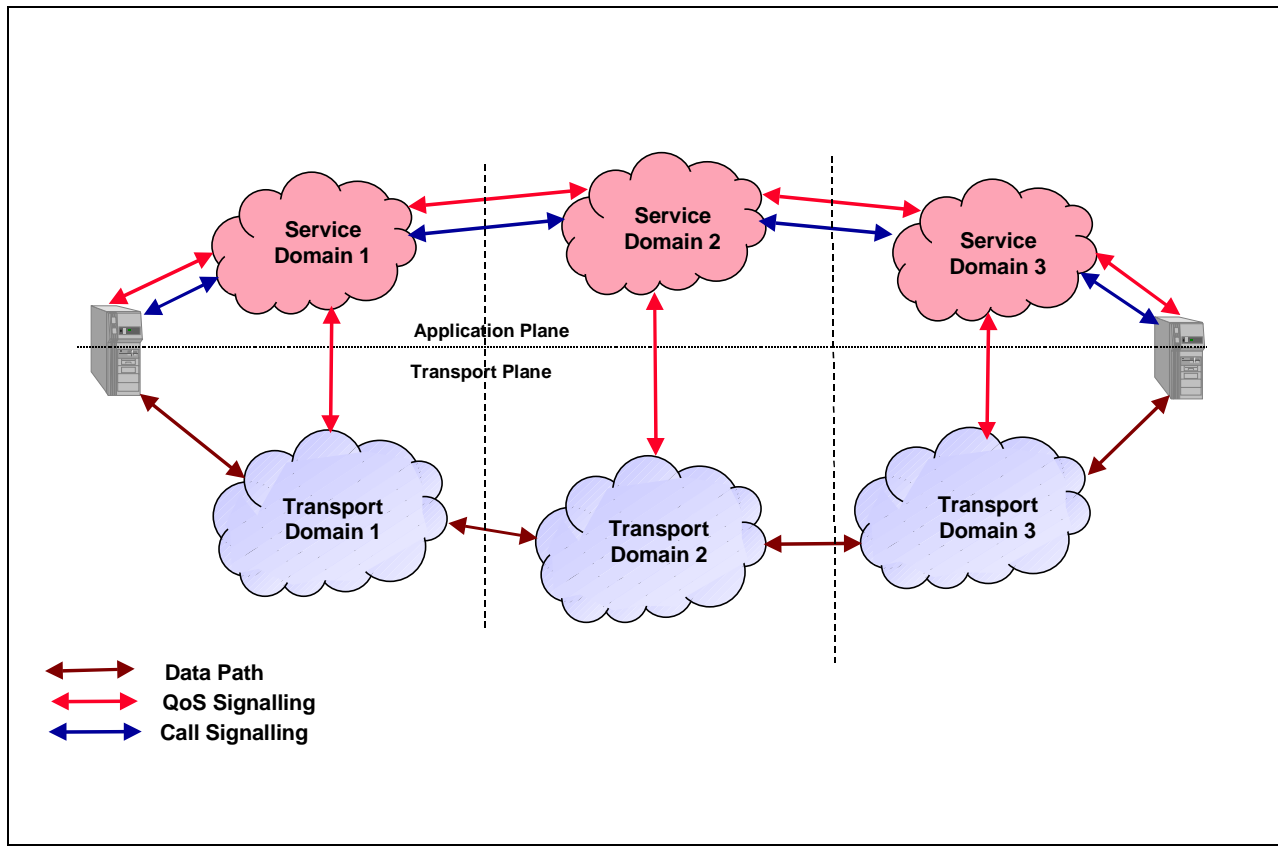 Service
Domain 1
Service
Domain 2
Service
Domain 3
Application Plane
Transport Plane
Transport
Domain 1
Transport
Domain 2
Transport
Domain 3
Data Path
QoS Signalling
Call Signalling